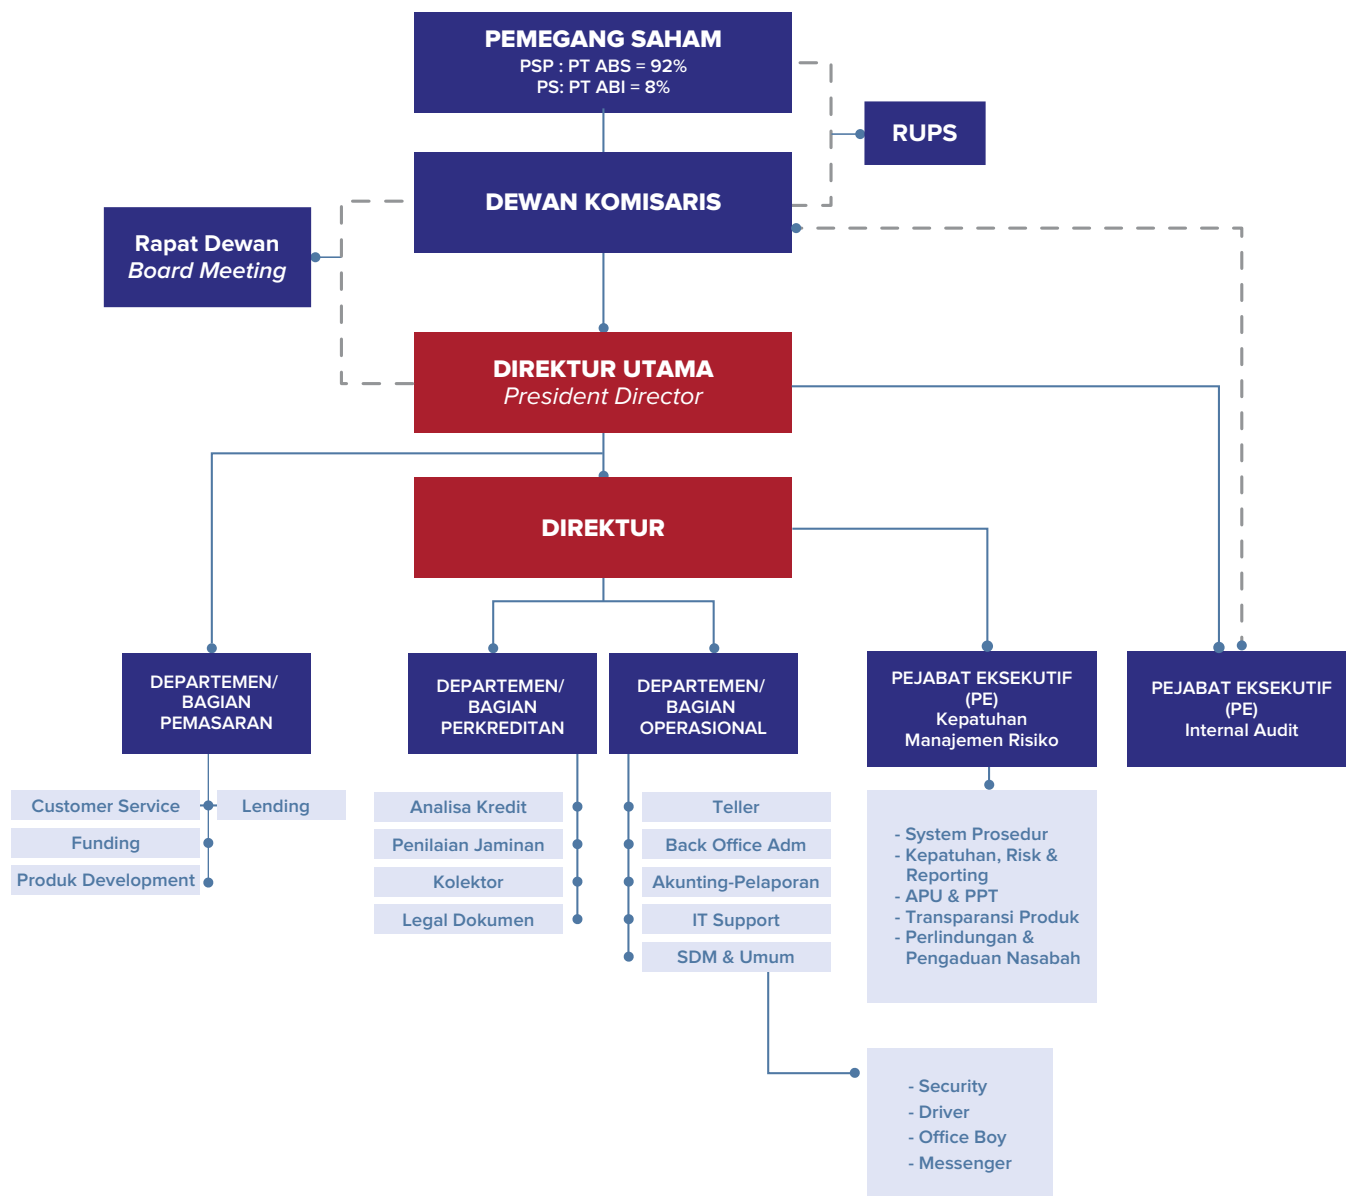 PEMEGANG SAHAM
PSP : PT ABS = 92%
PS: PT ABI = 8%
RUPS
DEWAN KOMISARIS
Rapat Dewan
Board Meeting
DIREKTUR UTAMA
President Director
DIREKTUR
DEPARTEMEN/
BAGIAN
PEMASARAN
DEPARTEMEN/
BAGIAN
PERKREDITAN
DEPARTEMEN/
BAGIAN
OPERASIONAL
PEJABAT EKSEKUTIF
(PE)
Kepatuhan
Manajemen Risiko
PEJABAT EKSEKUTIF
(PE)
Internal Audit
Customer Service
Lending
Funding
Produk Development
Analisa Kredit
Penilaian Jaminan
Kolektor
Legal Dokumen
Teller
Back Office Adm
Akunting-Pelaporan
IT Support
SDM & Umum
- System Prosedur
- Kepatuhan, Risk &
Reporting
- APU & PPT
- Transparansi Produk
- Perlindungan &
Pengaduan Nasabah
- Security
- Driver
- Office Boy
- Messenger